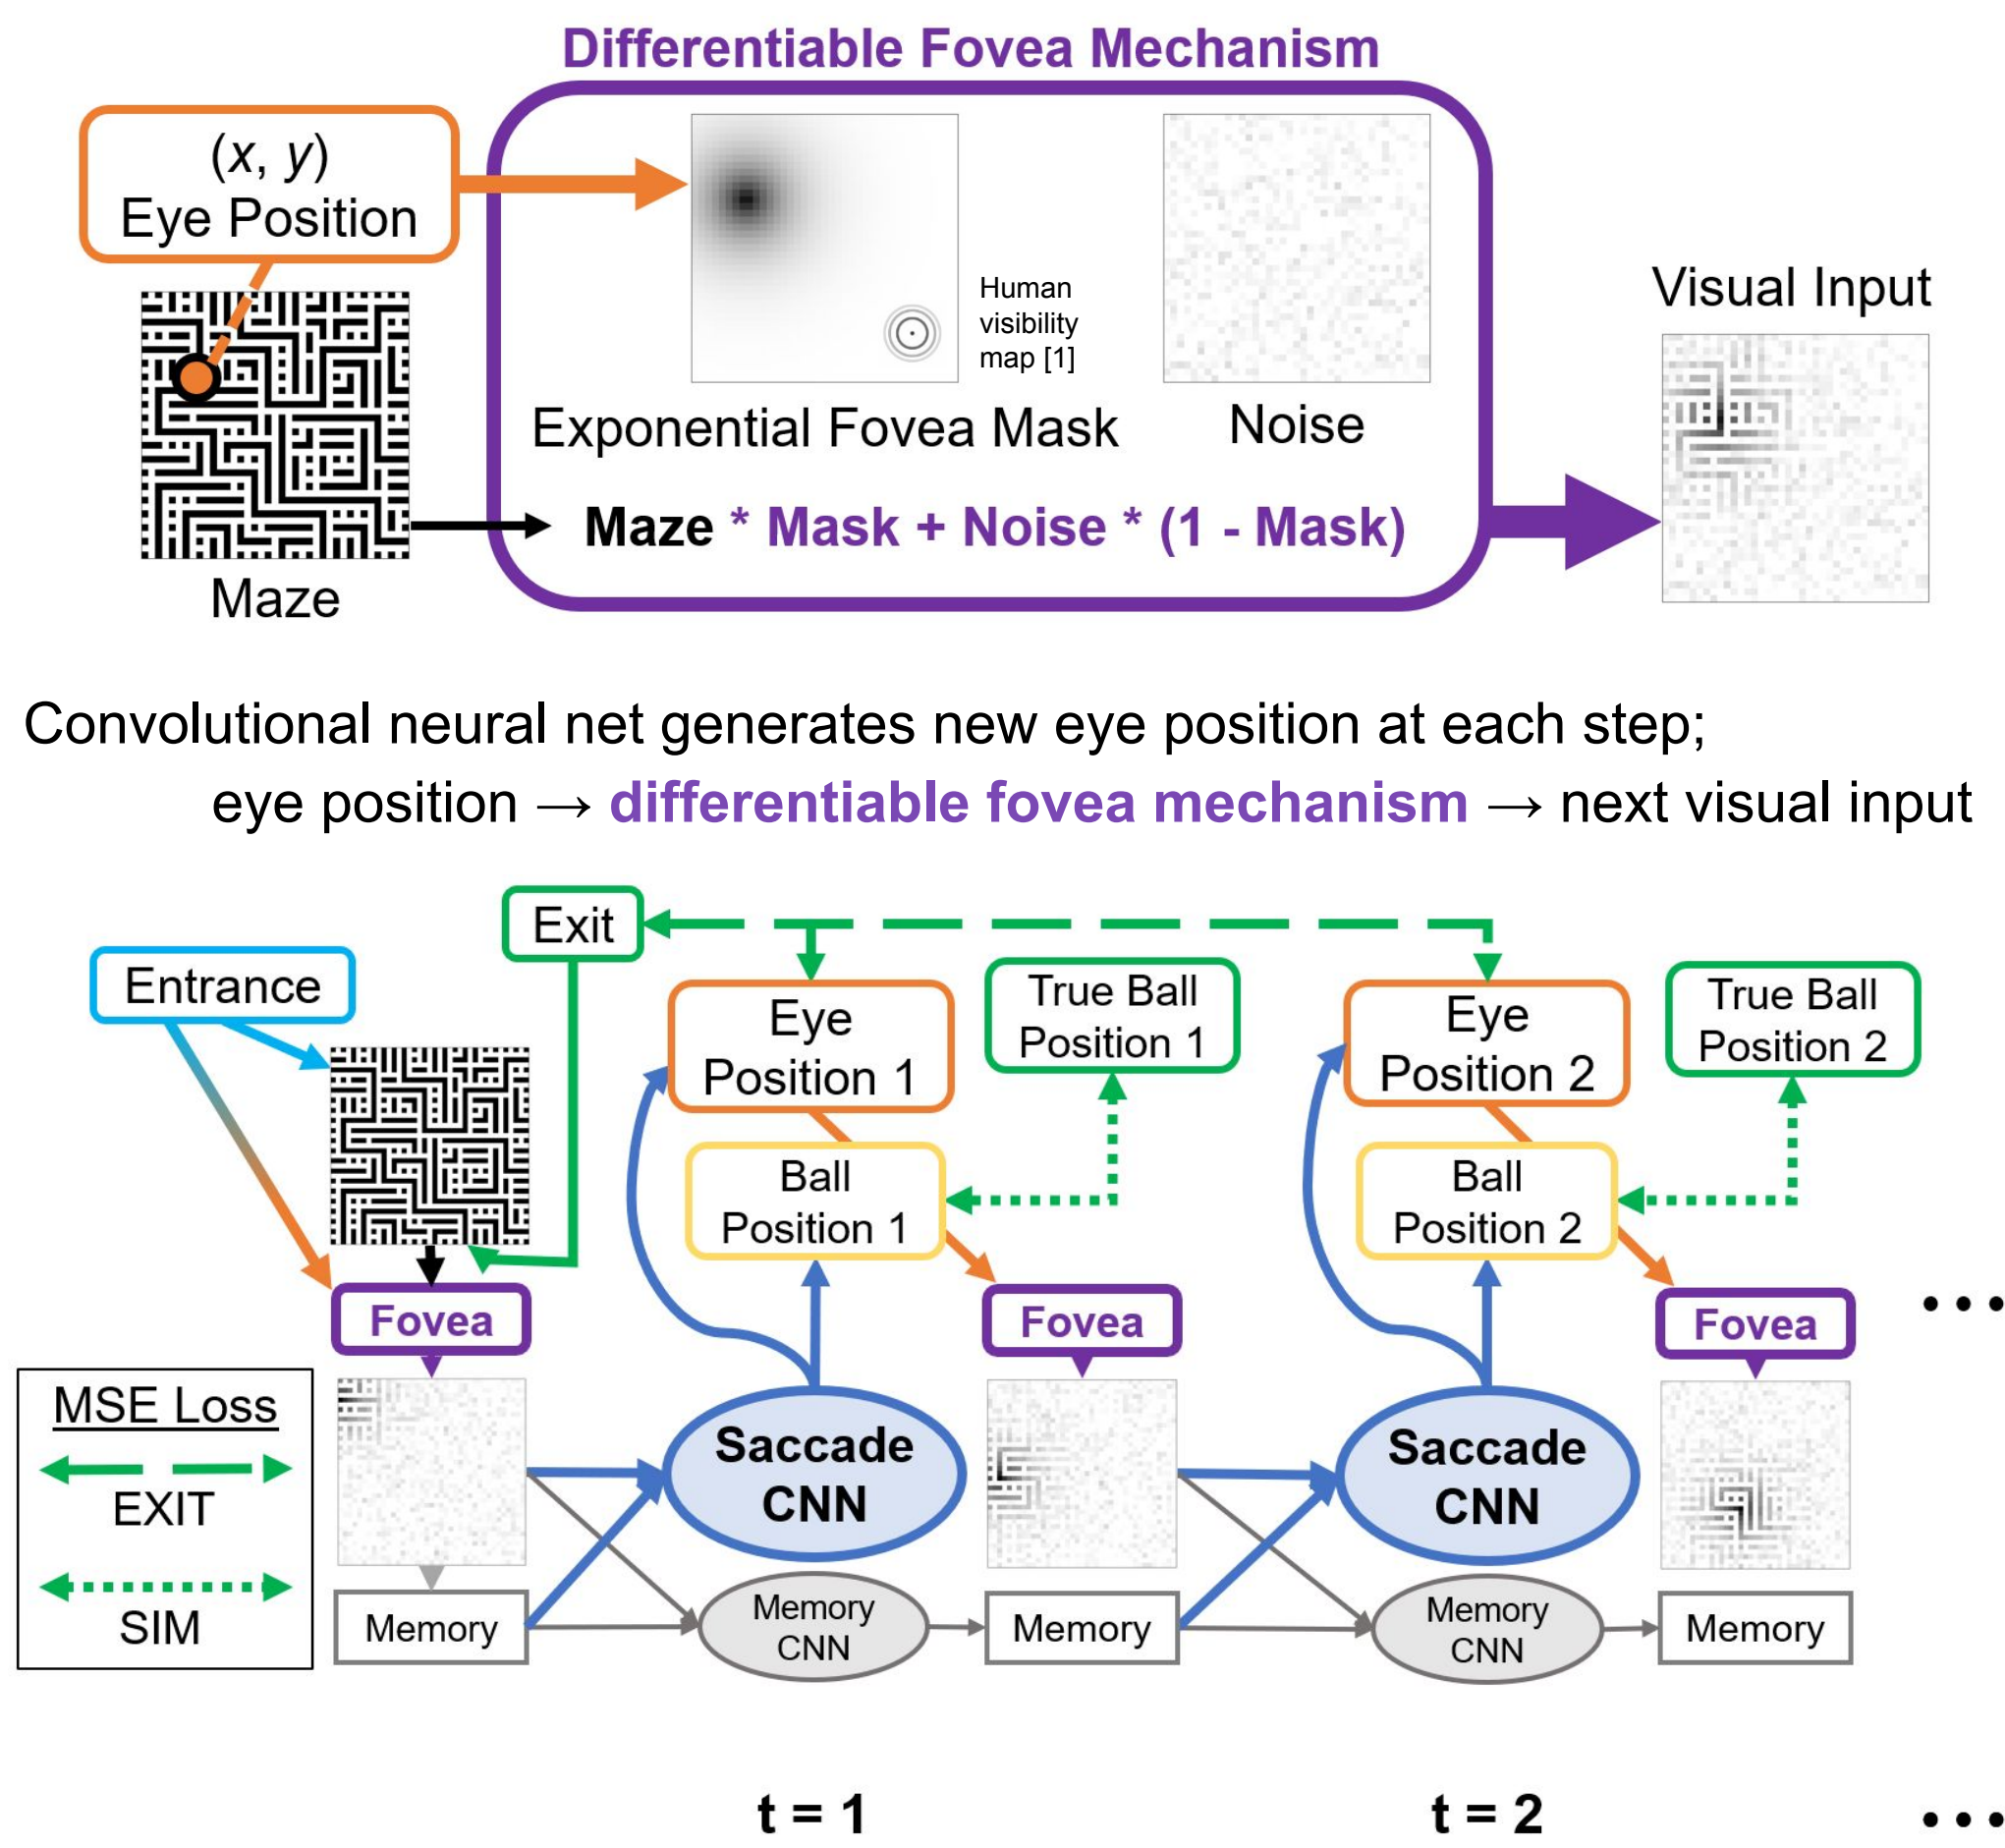 Differentiable Fovea Mechanism
(x, y)
Eye Position
Human
visibility
map [1]
Visual Input
Exponential Fovea Mask
Noise
Maze * Mask + Noise * (1 - Mask)
Maze
Convolutional neural net generates new eye position at each step;
eye position → differentiable fovea mechanism → next visual input
Exit
Entrance
Eye
Position 1
True Ball
Position 1
Eye
Position 2
True Ball
Position 2
Ball
Position 1
Ball
Position 2
Fovea
Fovea
Fovea
• • •
MSE Loss
EXIT
SIM
Saccade
CNN
Saccade
CNN
Memory
Memory
CNN
Memory
Memory
CNN
Memory
t = 1
t = 2
• • •